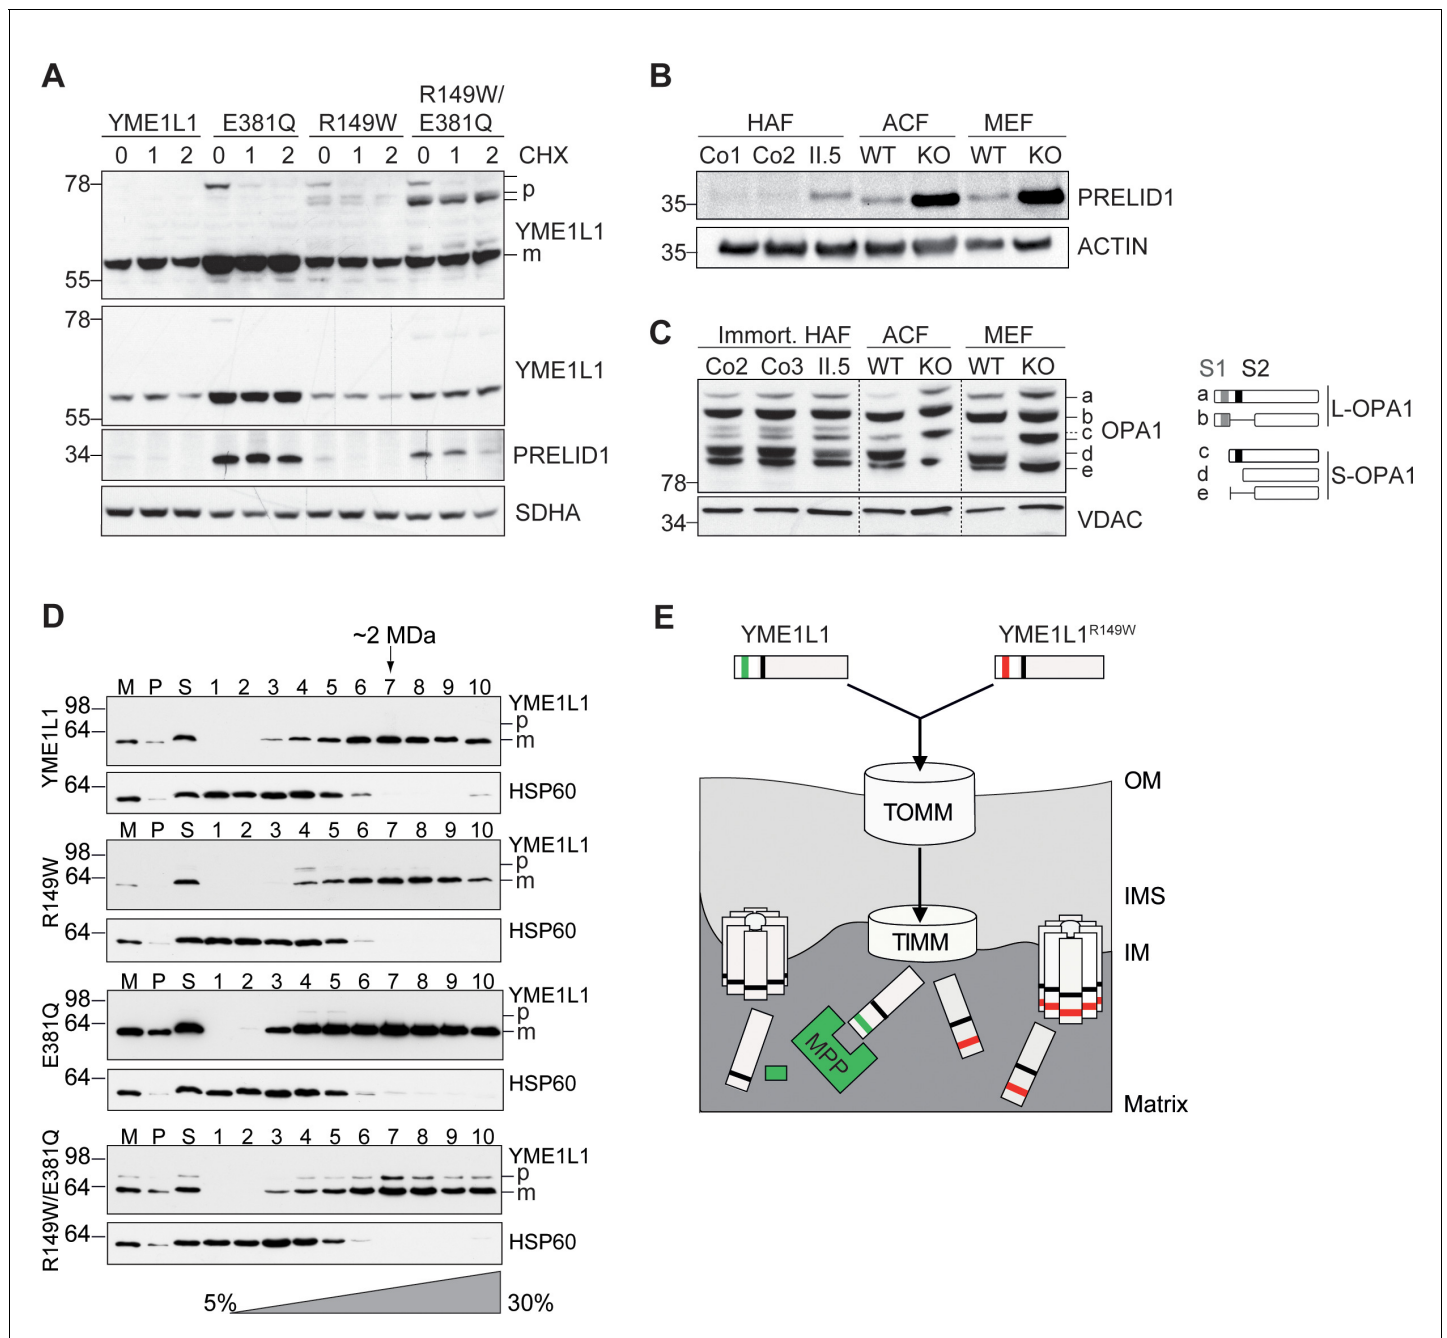 A
R149W/
YME1L1 E381Q R149W E381Q
0 1 2 0 1 2 0 1 2 0 1 2 CHX
78
p
YME1L1
m
55
78
YME1L1
55
34
PRELID1
SDHA
B
HAF ACF MEF
Co1 Co2 II.5 WT KO WT KO
35
PRELID1
35
ACTIN
C
Immort. HAF ACF MEF
Co2 Co3 II.5 WT KO WT KO
a
b
c
OPA1
d
e
78
34
VDAC
S1 S2
a
b
L-OPA1
c
d
e
S-OPA1
D
~2 MDa
M P S 1 2 3 4 5 6 7 8 9 10
YME1L1
98
64
YME1L1
p
m
64
HSP60
M P S 1 2 3 4 5 6 7 8 9 10
R149W
98
64
YME1L1
p
m
64
HSP60
M P S 1 2 3 4 5 6 7 8 9 10
E381Q
98
64
YME1L1
p
m
64
HSP60
M P S 1 2 3 4 5 6 7 8 9 10
R149W/E381Q
98
64
YME1L1
p
m
64
HSP60
5% 30%
E
YME1L1 YME1L1R149W
OM
TOMM
IMS
TIMM
IM
MPP
Matrix